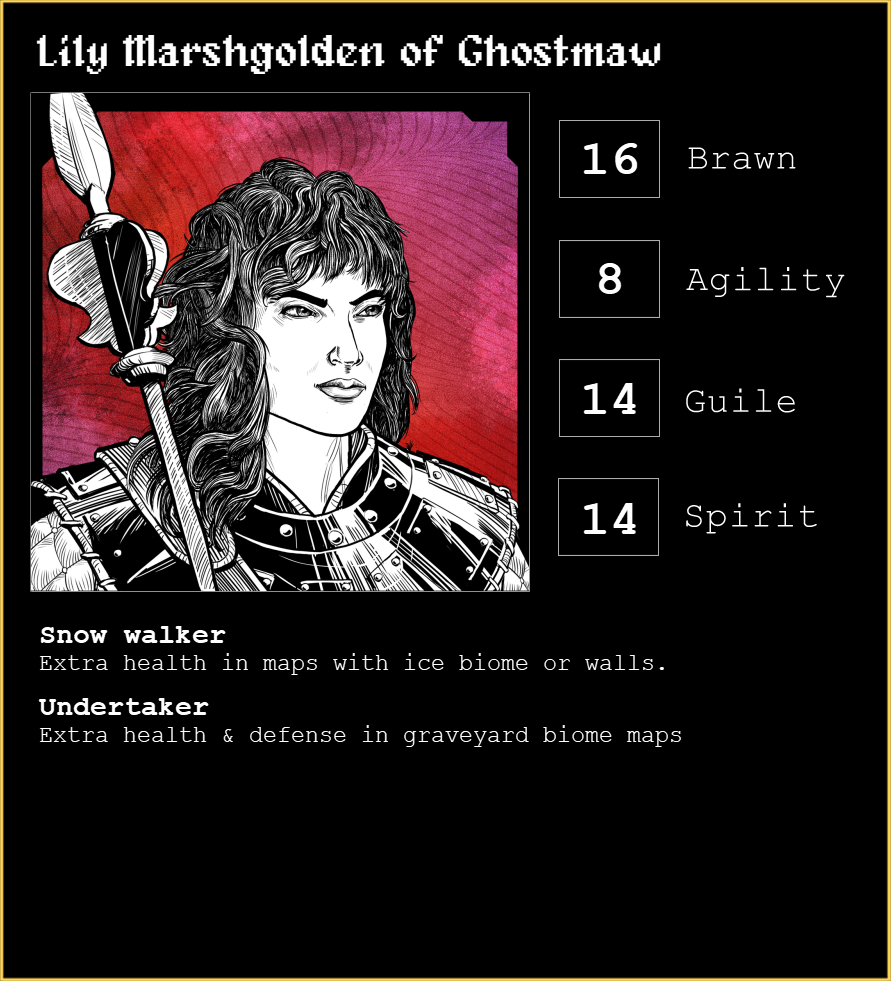 Lily Marshgolden of Ghostmaw
16 Brawn
8 Agility
14 Guile
14 Spirit
Snow walker
Extra health in maps with ice biome or walls.
Undertaker
Extra health & defense in graveyard biome maps